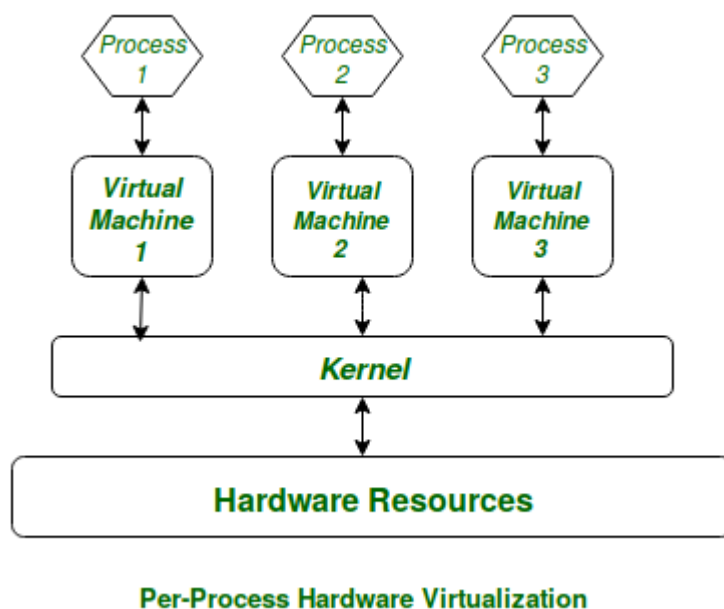 Process
1
Process
2
Process
3
Virtual
Machine
1
Virtual
Machine
2
Virtual
Machine
3
Kernel
Hardware Resources
Per-Process Hardware Virtualization